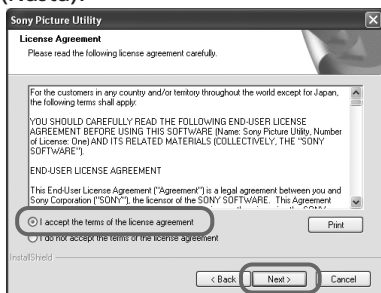 Sony Picture Utility
License Agreement
Please read the following license agreement carefully.
For the customers in any country and/or territory throughout the world except for Japan,
the following terms shall apply:
YOU SHOULD CAREFULLY READ THE FOLLOWING END-USER LICENSE
AGREEMENT BEFORE USING THIS SOFTWARE (Name: Sony Picture Utility, Number
of License: One) AND ITS RELATED MATERIALS (COLLECTIVELY, THE "SONY
SOFTWARE").
END-USER LICENSE AGREEMENT
This End-User License Agreement ("Agreement") is a legal agreement between you and
Sony Corporation ("SONY"), the licensor of the SONY SOFTWARE. This Agreement
I accept the terms of the license agreement
Print
I do not accept the terms of the license agreement
InstallShield
< Back
Next >
Cancel